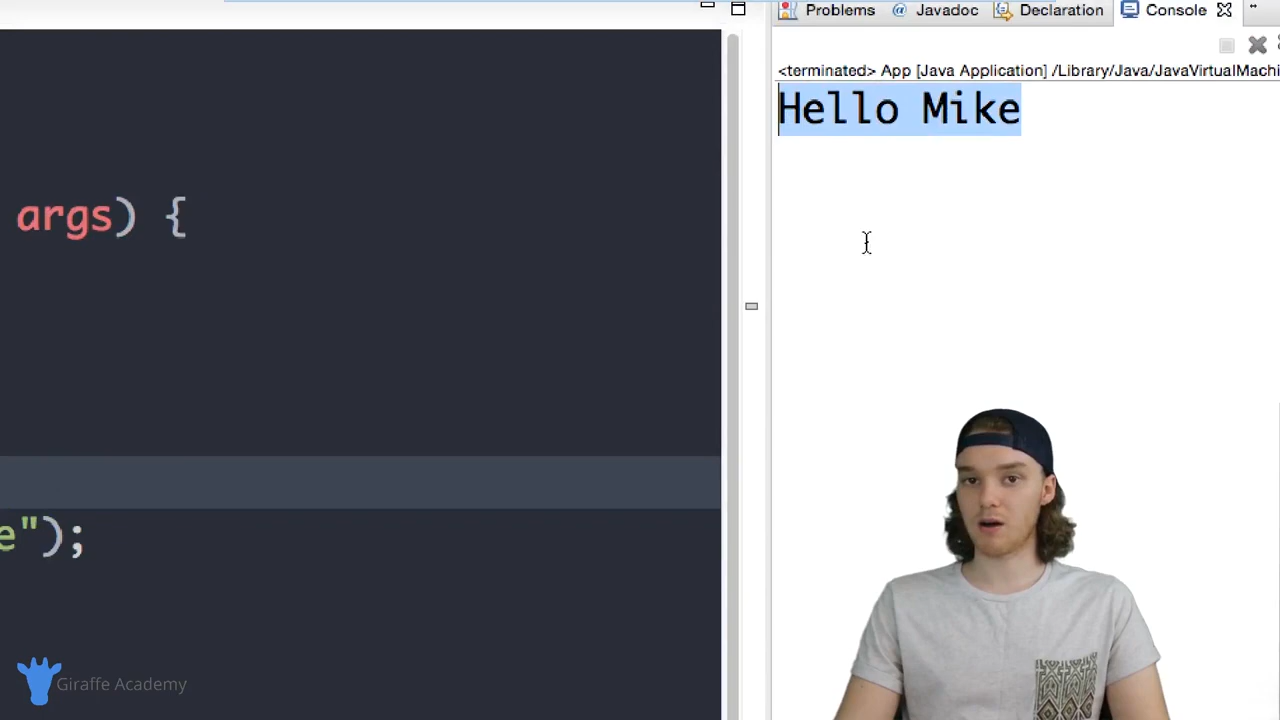 Problems @ Javadoc Declaration Console
<terminated> App [Java Application] /Library/Java/JavaVirtualMachi
Hello Mike
args) {
e");
Giraffe Academy